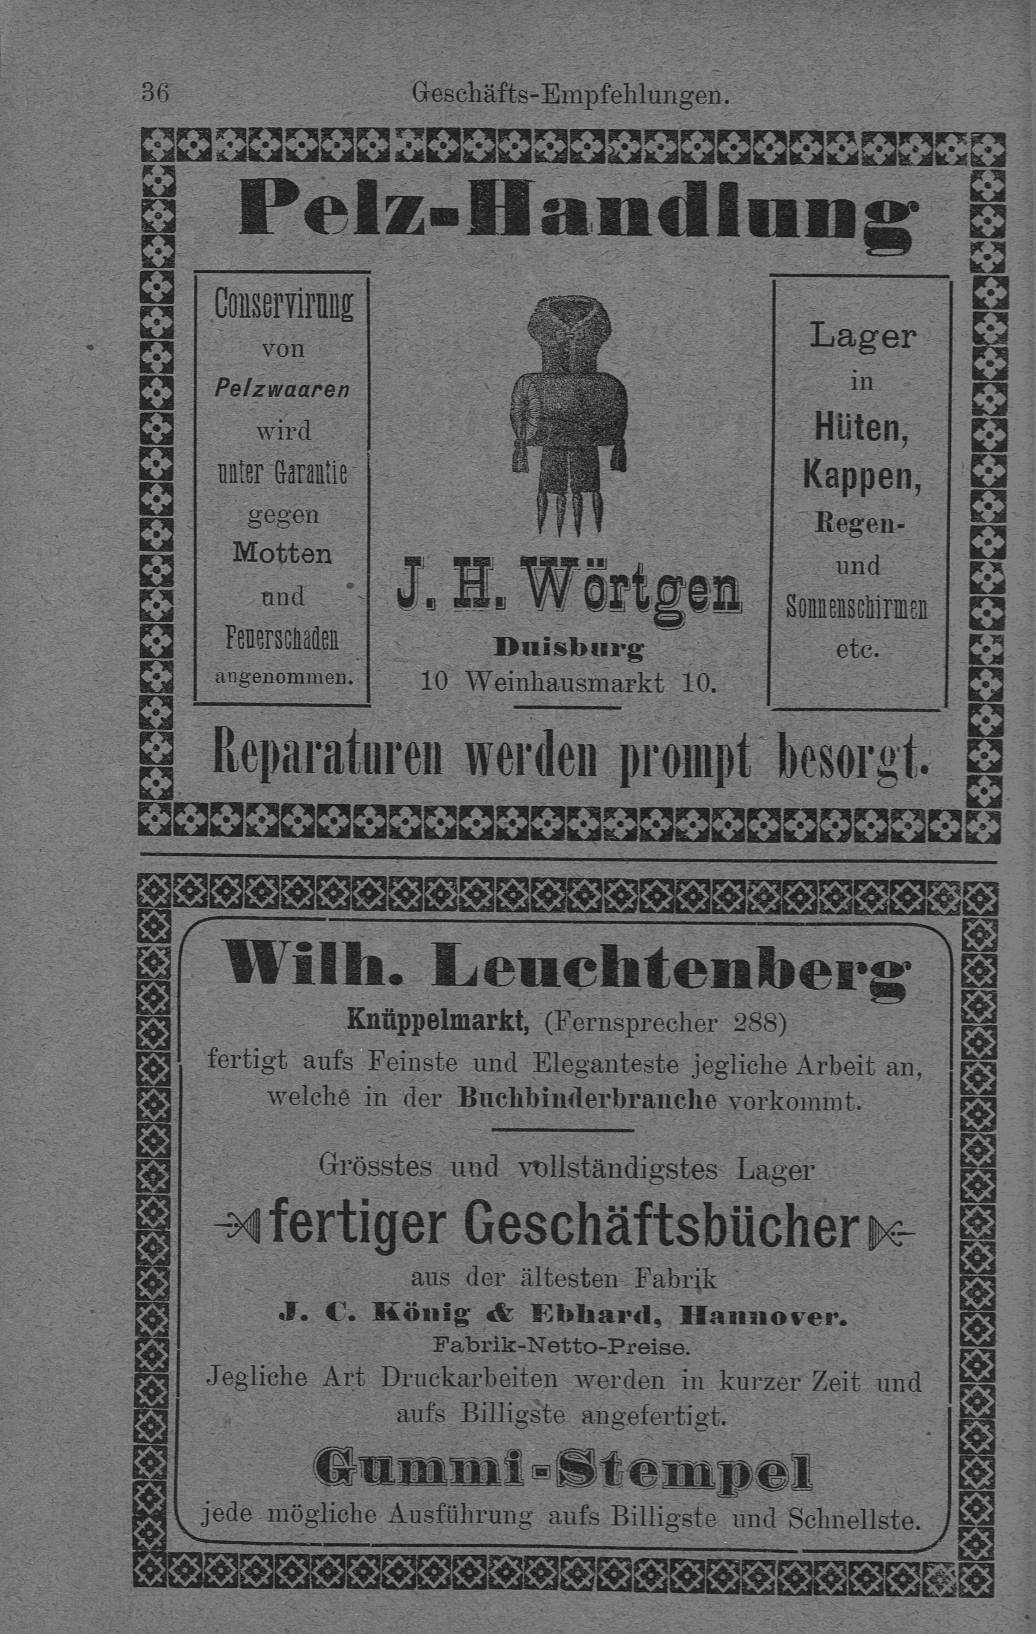 36 Geschäfts-Empfehlungen.
Pelz-Handlung
Conservirung
von
Pelzwaaren
wird
unter Garantie
gegen
Motten
und
Feuerschaden
angenommen.
J. H. Wörtgen
Duisburg
10 Weinhausmarkt 10.
Lager
in
Hüten,
Kappen,
Regen-
und
Sonnenschirmen
etc.
Reparaturen werden prompt besorgt.
Wilh. Leuchtenberg
Knüppelmarkt, (Fernsprecher 288)
fertigt aufs Feinste und Eleganteste jegliche Arbeit an,
welche in der Buchbinderbranche vorkommt.
Grösstes und vollständigstes Lager
fertiger Geschäftsbücher
aus der ältesten Fabrik
J. C. König & Ebhard, Hannover.
Fabrik-Netto-Preise.
Jegliche Art Druckarbeiten werden in kurzer Zeit und
aufs Billigste angefertigt.
Gummi-Stempel
jede mögliche Ausführung aufs Billigste und Schnellste.